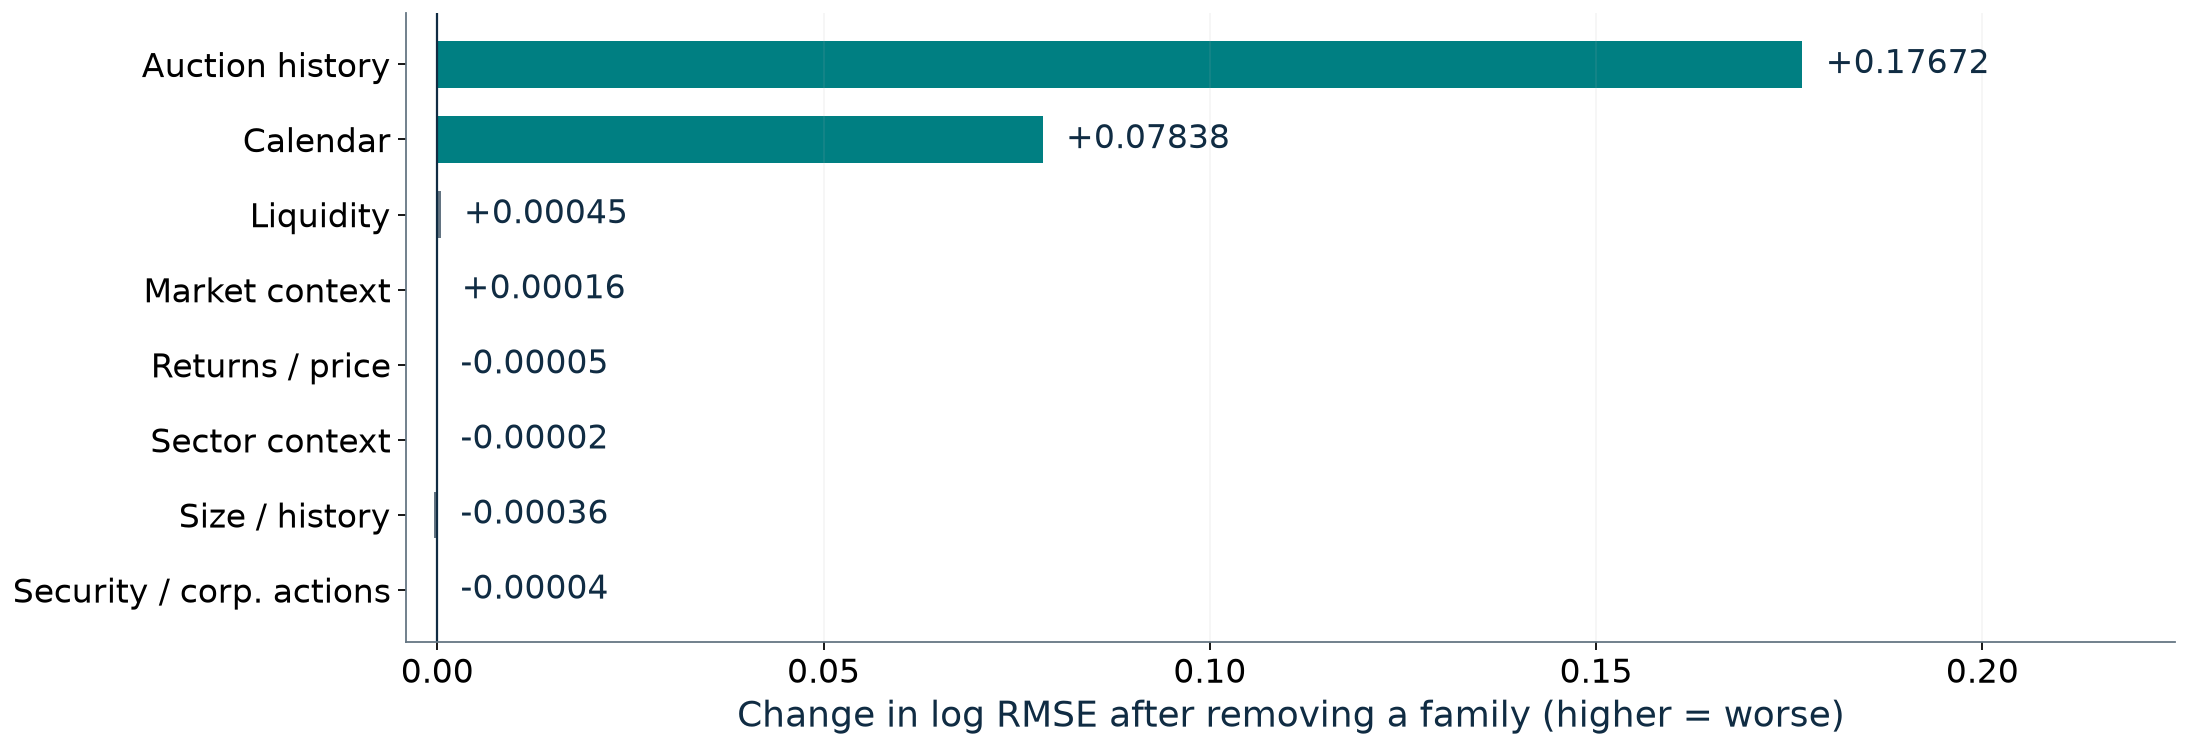 Auction history
+0.17672
Calendar
+0.07838
Liquidity
+0.00045
Market context
+0.00016
Returns / price
-0.00005
Sector context
-0.00002
Size / history
-0.00036
Security / corp. actions
-0.00004
0.00 0.05 0.10 0.15 0.20
Change in log RMSE after removing a family (higher = worse)